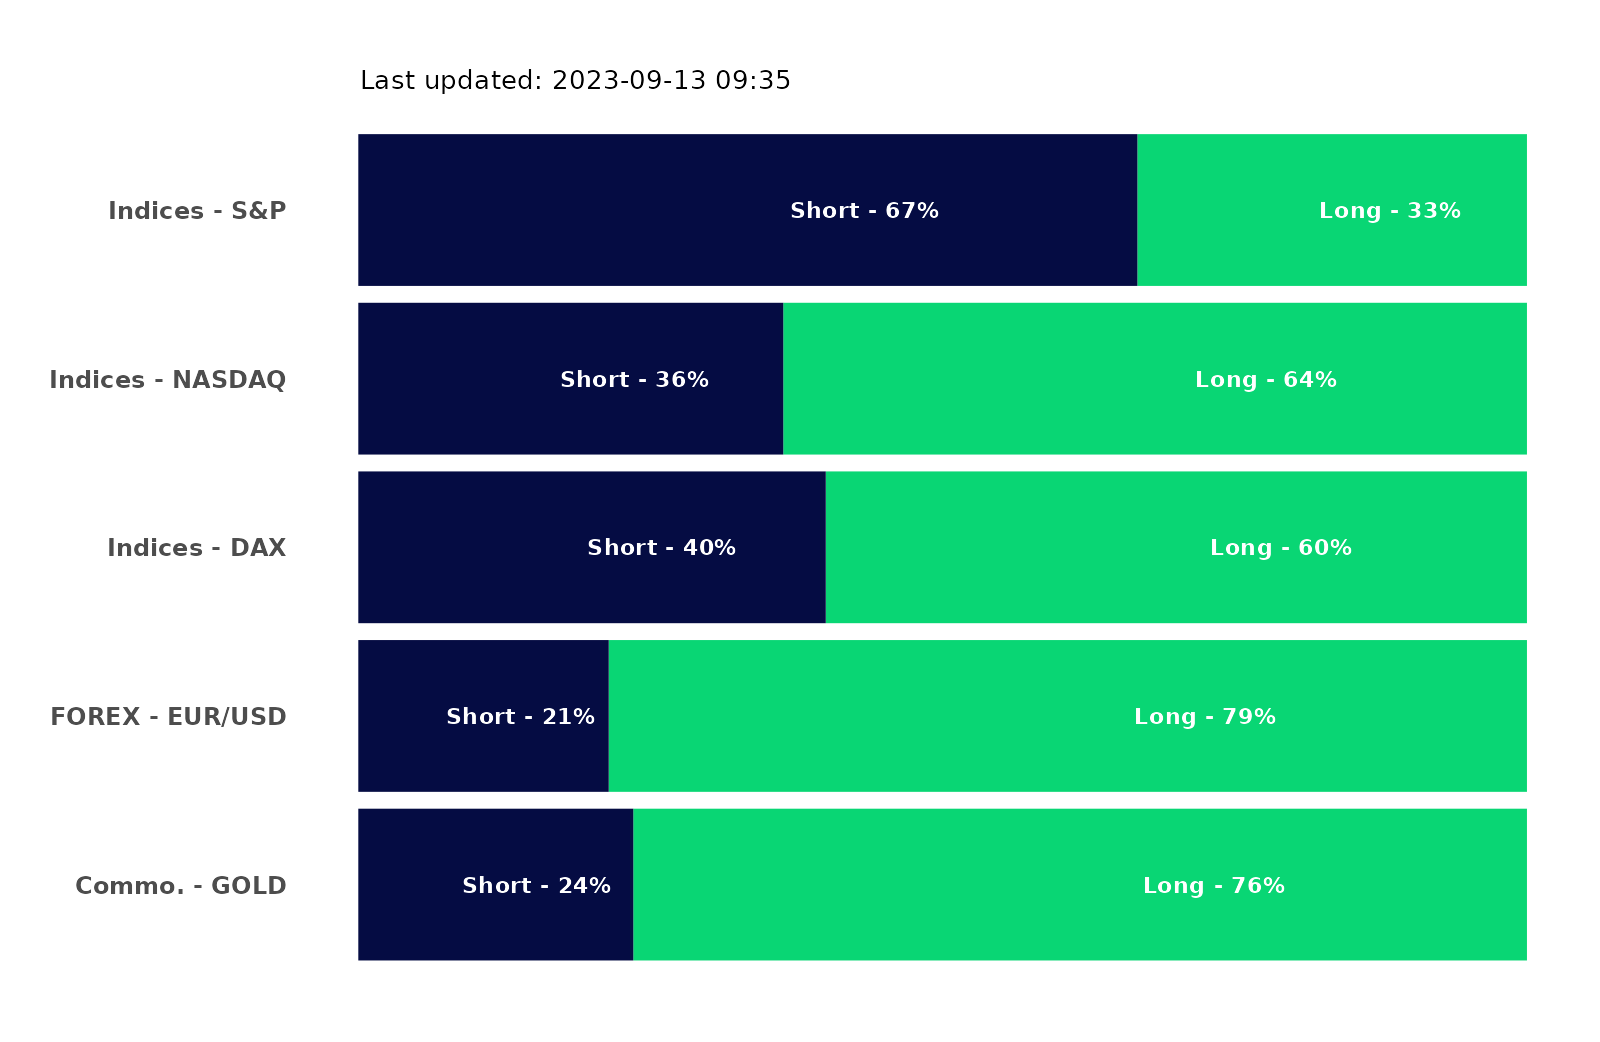 Last updated: 2023-09-13 09:35
Indices - S&P Short - 67% Long - 33%
Indices - NASDAQ Short - 36% Long - 64%
Indices - DAX Short - 40% Long - 60%
FOREX - EUR/USD Short - 21% Long - 79%
Commo. - GOLD Short - 24% Long - 76%